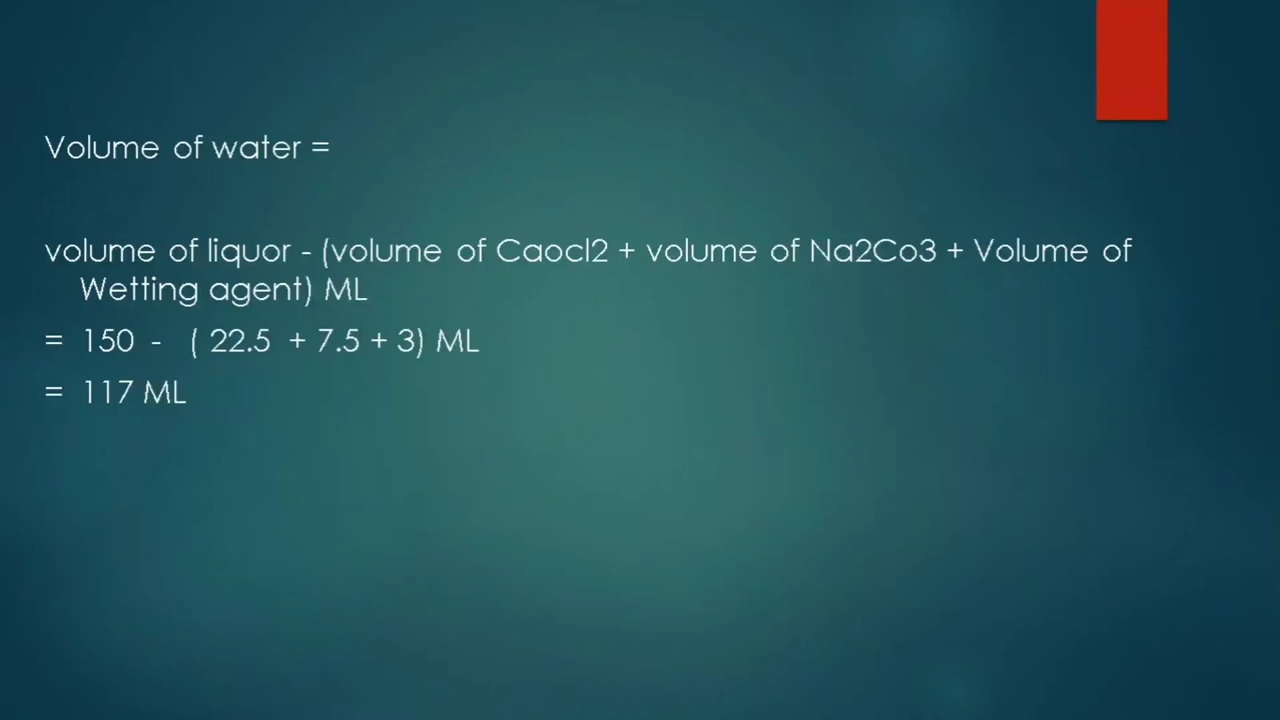 Volume of water =
volume of liquor - (volume of Caocl2 + volume of Na2Co3 + Volume of
Wetting agent) ML
= 150 - ( 22.5 + 7.5 + 3) ML
= 117 ML